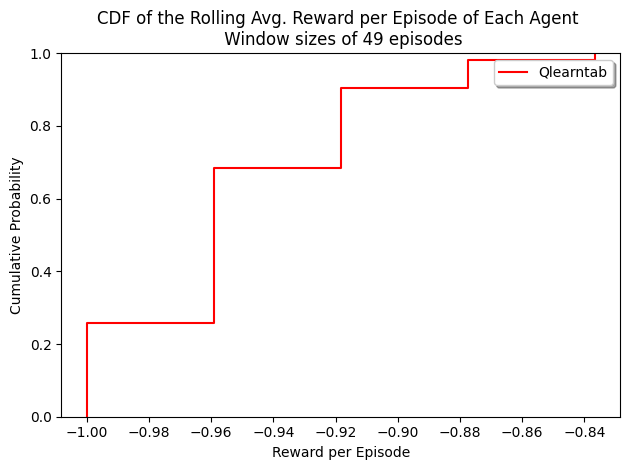 CDF of the Rolling Avg. Reward per Episode of Each Agent
Window sizes of 49 episodes
Qlearntab
1.0
0.8
0.6
0.4
0.2
0.0
Cumulative Probability
−1.00 −0.98 −0.96 −0.94 −0.92 −0.90 −0.88 −0.86 −0.84
Reward per Episode